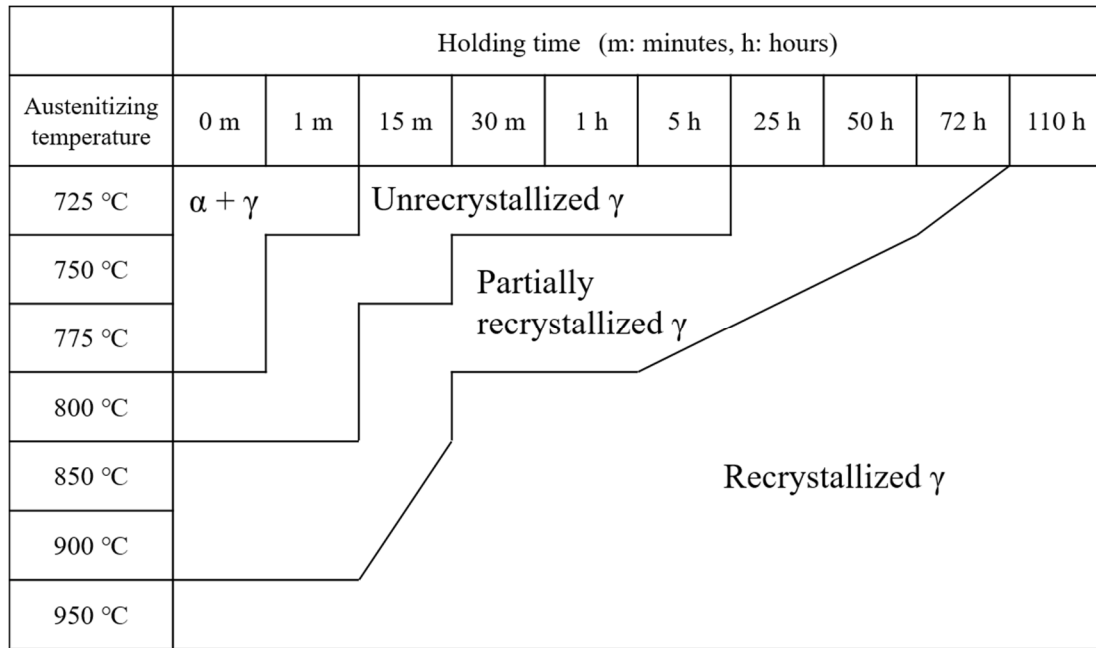 Holding time (m: minutes, h: hours)
Austenitizing
temperature
0 m
1 m
15 m
30 m
1 h
5 h
25 h
50 h
72 h
110 h
725 °C
α + γ
Unrecrystallized γ
750 °C
Partially
recrystallized γ
775 °C
800 °C
850 °C
Recrystallized γ
900 °C
950 °C